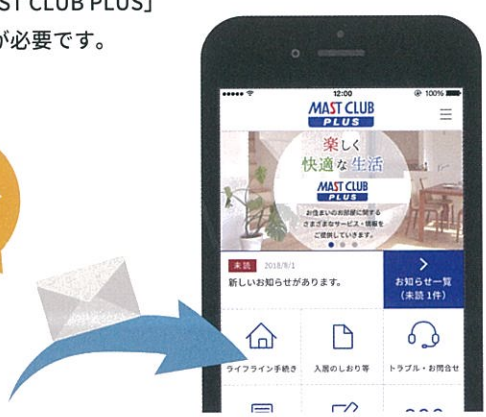 ST CLUB PLUS」
が必要です。
12:00
100%
MAST CLUB
PLUS
楽しく
快適な生活
MAST CLUB
PLUS
お住まいのお部屋に関する
さまざまなサービス・情報を
ご提供していきます。
未読 2018/8/1
新しいお知らせがあります。
お知らせ一覧
(未読 1件)
ライフライン手続き 入居のしおり等 トラブル・お問合せ